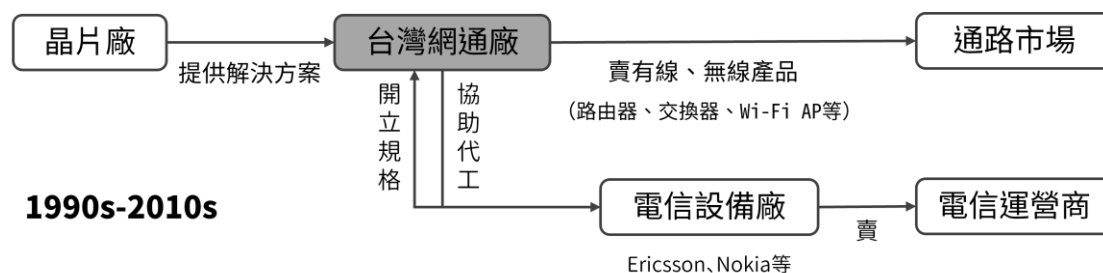 晶片廠
提供解決方案
台灣網通廠
賣有線、無線產品
（路由器、交換器、Wi-Fi AP等）
通路市場
開立規格
協助代工
1990s-2010s
電信設備廠
Ericsson、Nokia等
賣
電信運營商